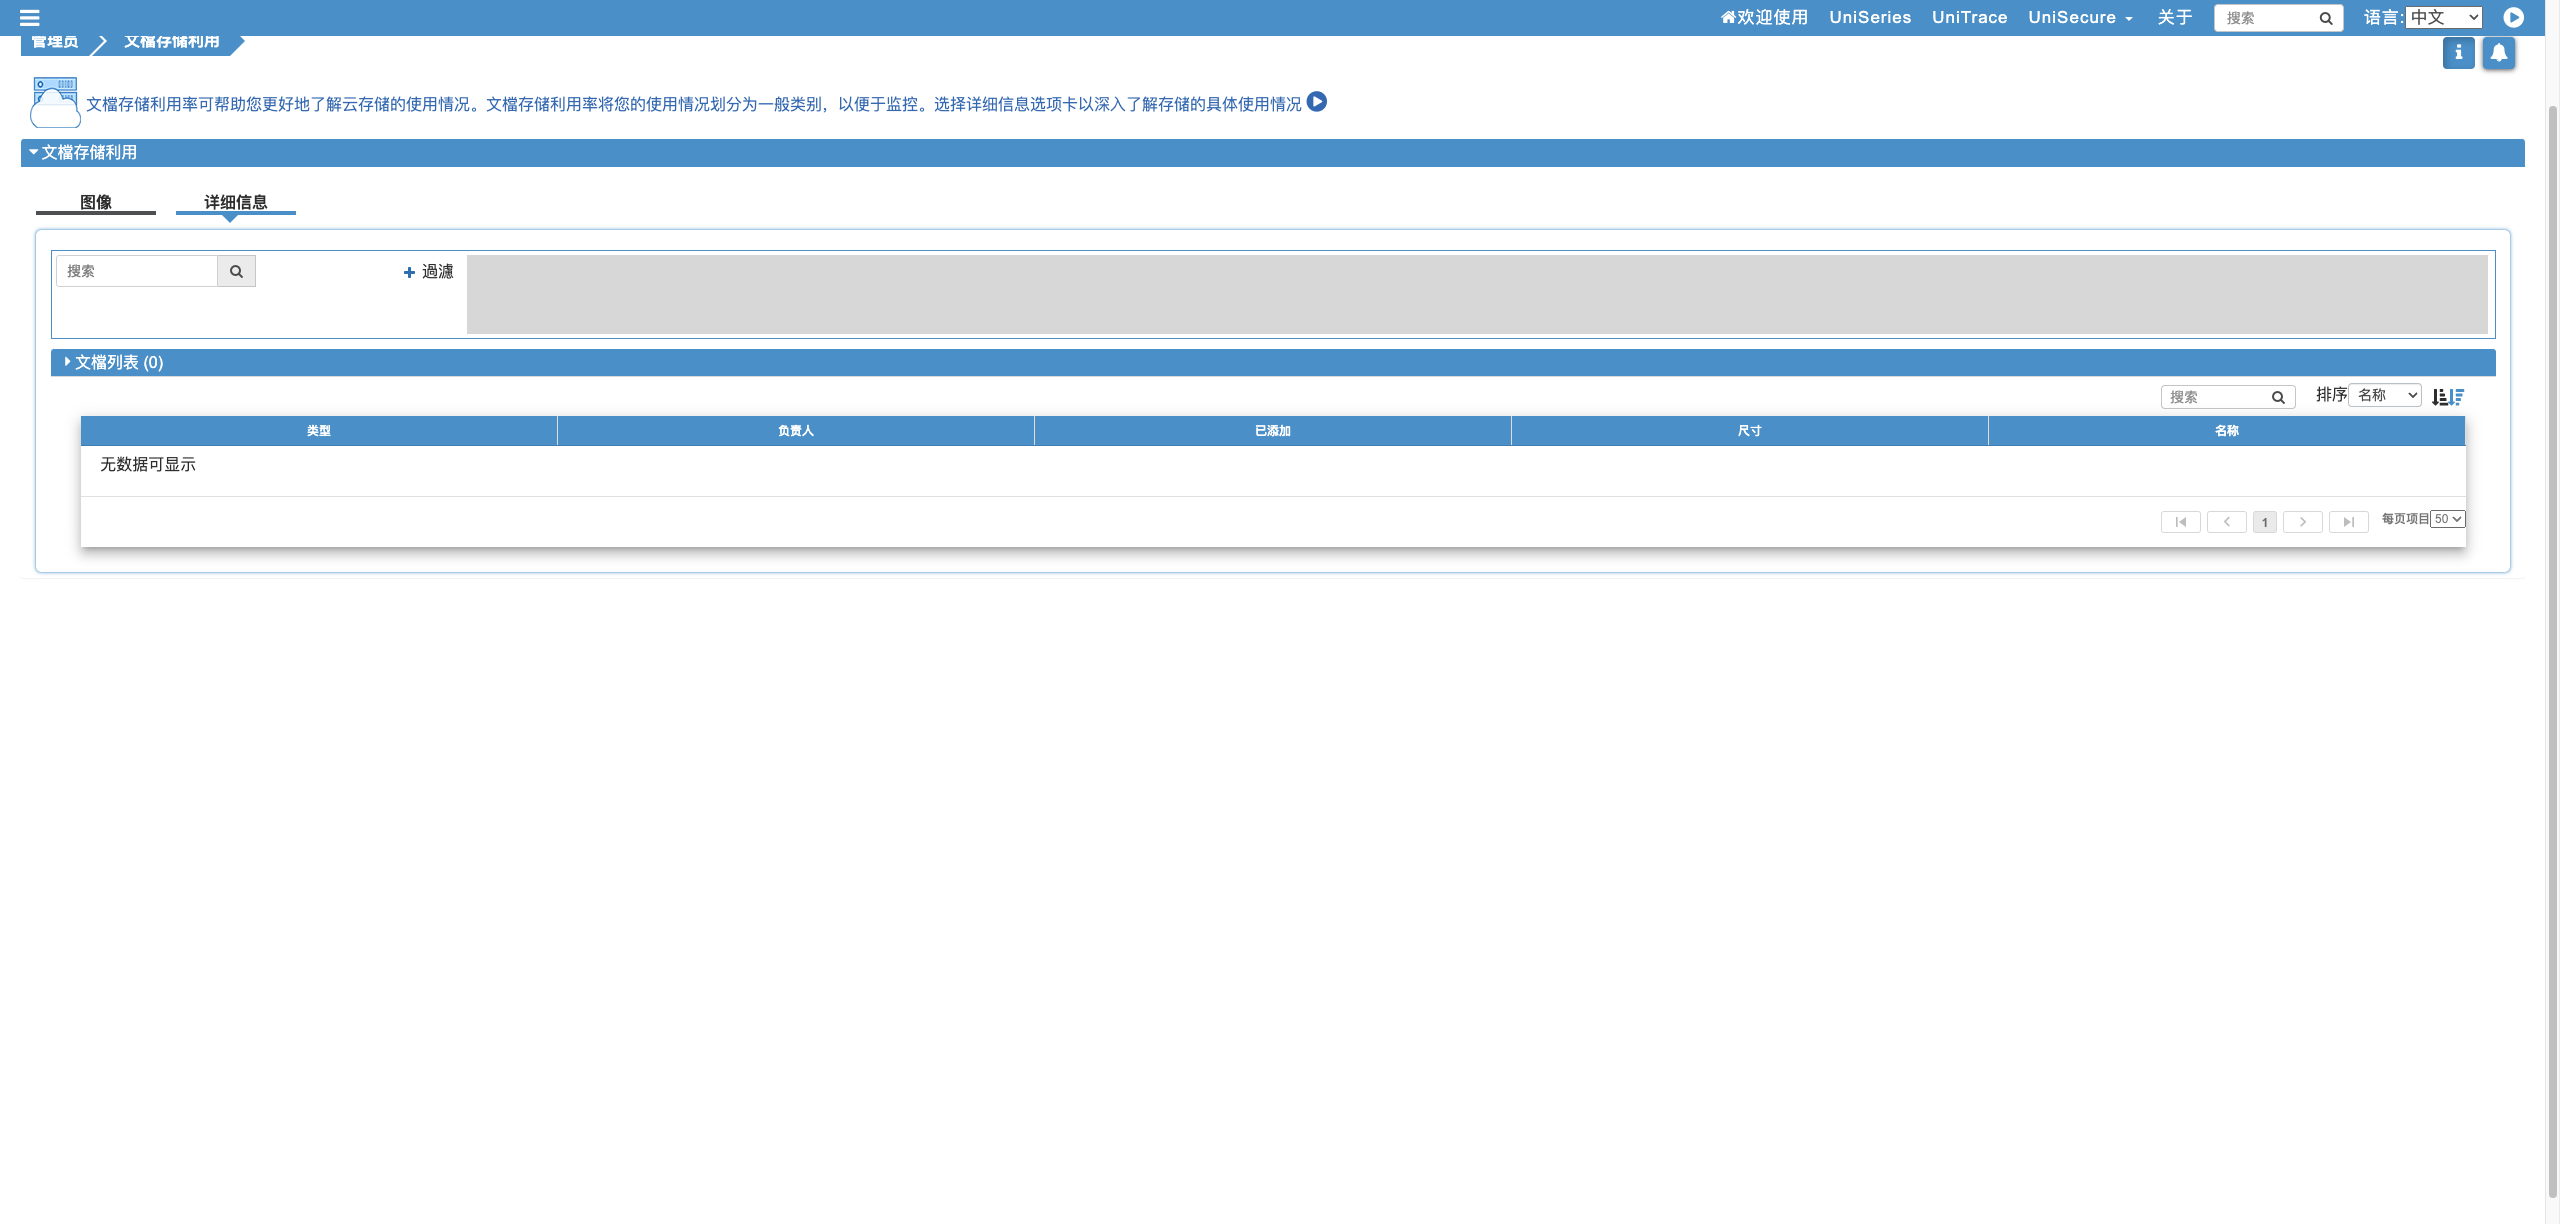 欢迎使用 UniSeries UniTrace UniSecure 关于 搜索 语言: 中文
管理员 文檔存储利用
文檔存储利用率可帮助您更好地了解云存储的使用情况。文檔存储利用率将您的使用情况划分为一般类别，以便于监控。选择详细信息选项卡以深入了解存储的具体使用情况
文檔存储利用
图像 详细信息
搜索 過濾
文檔列表 (0)
搜索 排序 名称
类型 负责人 已添加 尺寸 名称
无数据可显示
1 每页项目 50